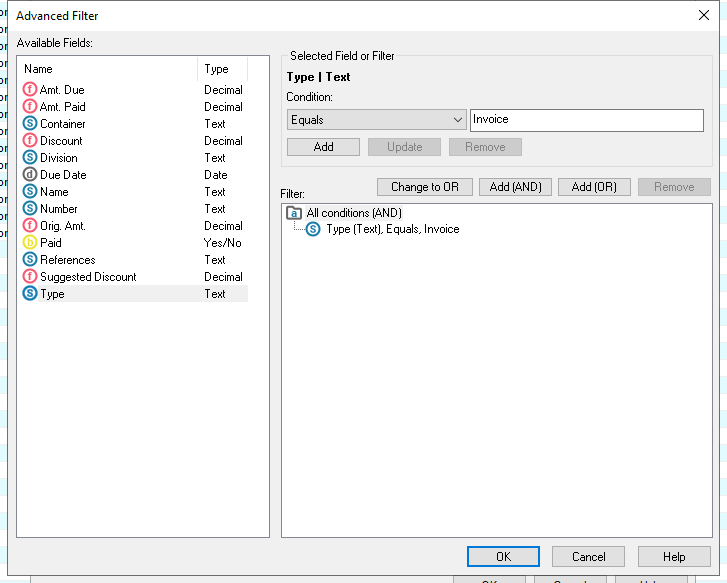 Advanced Filter
Available Fields:
Name Type
Amt. Due Decimal
Amt. Paid Decimal
Container Text
Discount Decimal
Division Text
Due Date Date
Name Text
Number Text
Orig. Amt. Decimal
Paid Yes/No
References Text
Suggested Discount Decimal
Type Text
Selected Field or Filter
Type | Text
Condition:
Equals Invoice
Add Update Remove
Change to OR Add (AND) Add (OR) Remove
Filter:
All conditions (AND)
Type (Text), Equals, Invoice
OK Cancel Help